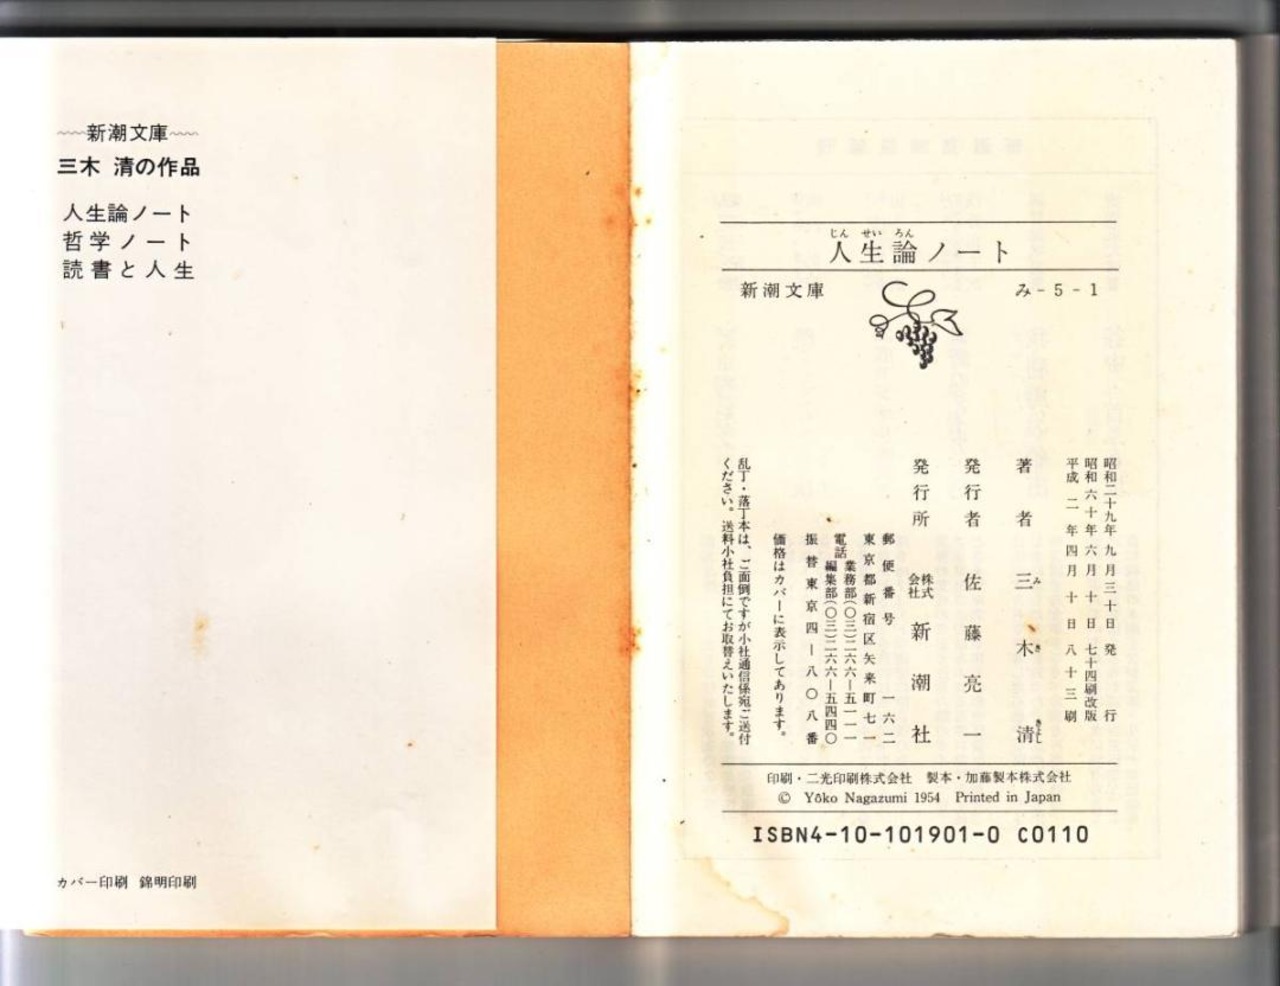 新潮文庫
三木 清の作品
人生論ノート
哲学ノート
読書と人生
カバー印刷 錦明印刷
じんせいろん
人生論ノート
新潮文庫
み-5-1
昭和二十九年九月三十日 発行
昭和六十年六月十日 七十四刷改版
平成二年四月十日 八十三刷
著者 三木清
み き きよし
発行者 佐藤亮一
発行所 株式会社 新潮社
郵便番号 一六二
東京都新宿区矢来町七一
電話 業務部(〇三)二六六―五一一一
編集部(〇三)二六六―五四四〇
振替東京四―八〇八番
価格はカバーに表示してあります。
乱丁・落丁本は、ご面倒ですが小社通信係宛ご送付
ください。送料小社負担にてお取替えいたします。
印刷・二光印刷株式会社 製本・加藤製本株式会社
© Yôko Nagazumi 1954 Printed in Japan
ISBN4-10-101901-0 C0110